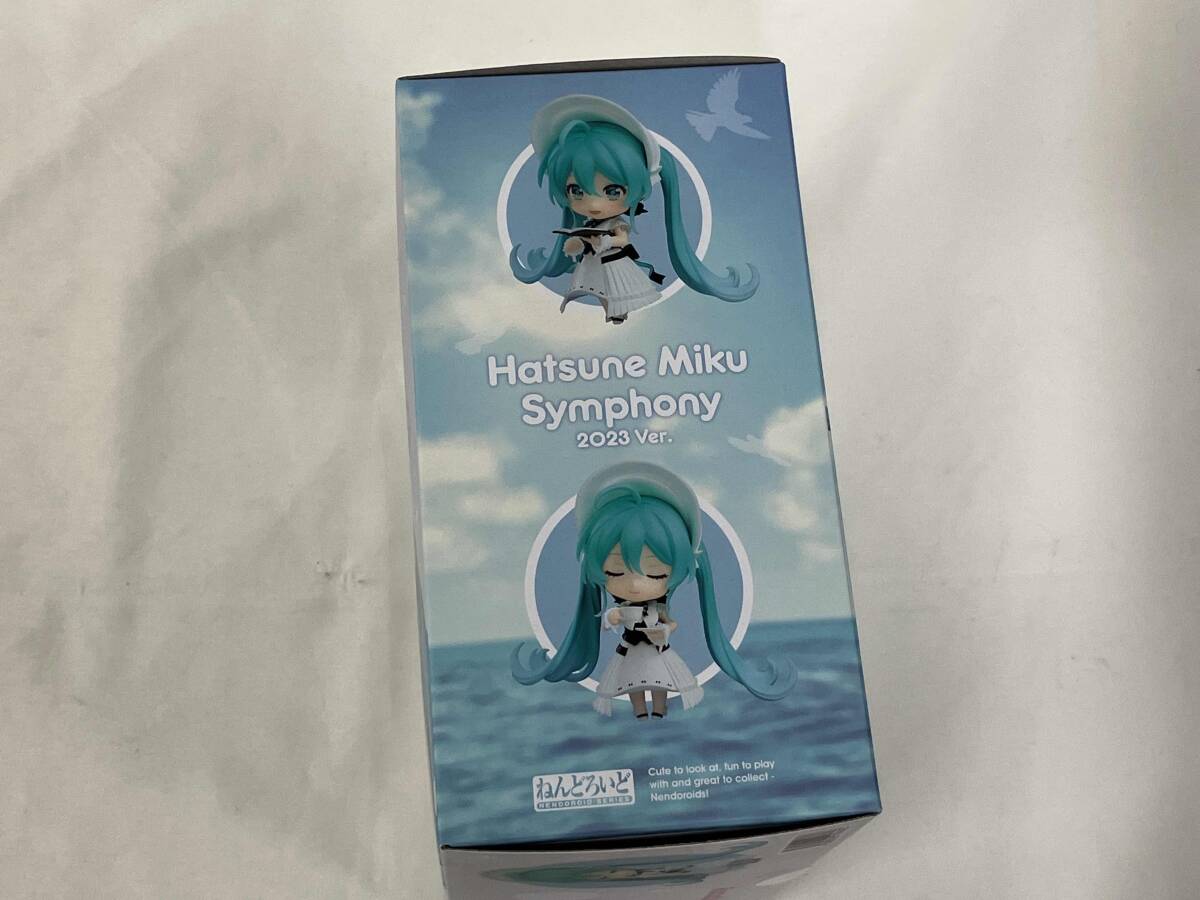 Hatsune Miku
Symphony
2023 Ver.
ねんどろいど
NENDOROID SERIES
Cute to look at, fun to play
with and great to collect -
Nendoroids!